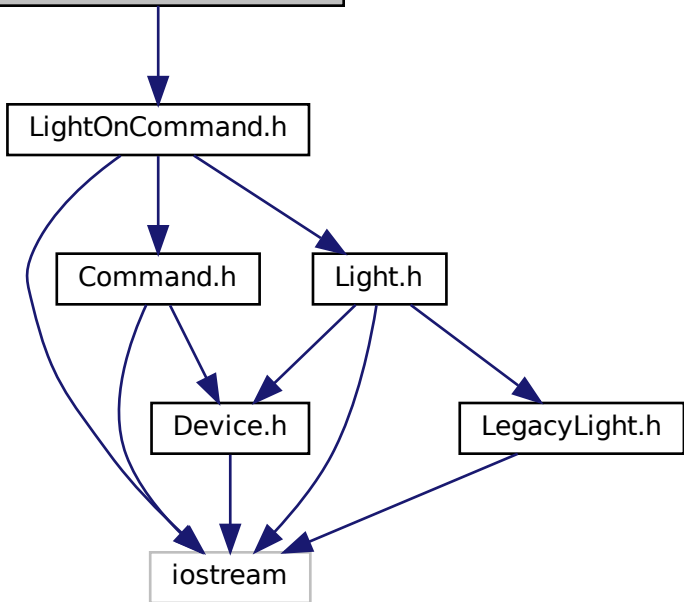 LightOnCommand.h
Command.h
Light.h
Device.h
LegacyLight.h
iostream